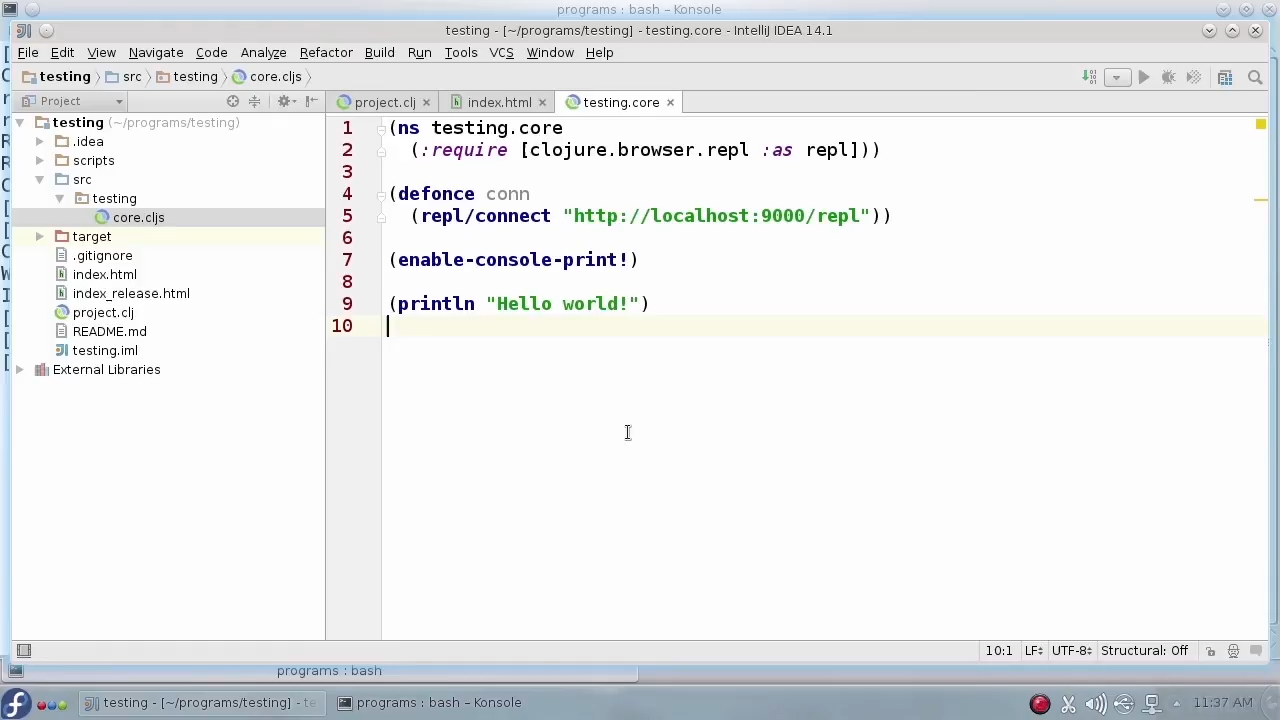 programs : bash – Konsole
testing - [~/programs/testing] - testing.core - IntelliJ IDEA 14.1
File Edit View Navigate Code Analyze Refactor Build Run Tools VCS Window Help
testing src testing core.cljs
Project
project.clj index.html testing.core
testing (~/programs/testing)
.idea
scripts
src
testing
core.cljs
target
.gitignore
index.html
index_release.html
project.clj
README.md
testing.iml
External Libraries
1 (ns testing.core
2 (:require [clojure.browser.repl :as repl]))
3
4 (defonce conn
5 (repl/connect "http://localhost:9000/repl"))
6
7 (enable-console-print!)
8
9 (println "Hello world!")
10
10:1 LF UTF-8 Structural: Off
programs : bash
testing - [~/programs/testing] - te
programs : bash – Konsole
11:37 AM